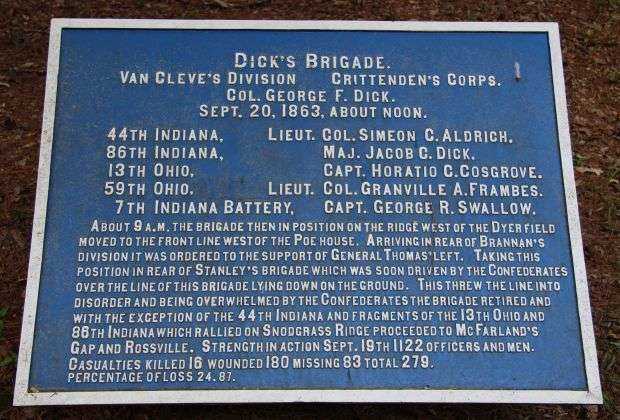 DICK'S BRIGADE.
VAN CLEVE'S DIVISION CRITTENDEN'S CORPS.
COL. GEORGE F. DICK.
SEPT. 20, 1863, ABOUT NOON.
44TH INDIANA, LIEUT. COL. SIMEON C. ALDRICH.
86TH INDIANA, MAJ. JACOB C. DICK.
13TH OHIO, CAPT. HORATIO G. COSGROVE.
59TH OHIO. LIEUT. COL. GRANVILLE A. FRAMBES.
7TH INDIANA BATTERY, CAPT. GEORGE R. SWALLOW.
ABOUT 9 A.M. THE BRIGADE THEN IN POSITION ON THE RIDGE WEST OF THE DYER FIELD
MOVED TO THE FRONT LINE WEST OF THE POE HOUSE. ARRIVING IN REAR OF BRANNAN'S
DIVISION IT WAS ORDERED TO THE SUPPORT OF GENERAL THOMAS' LEFT. TAKING THIS
POSITION IN REAR OF STANLEY'S BRIGADE WHICH WAS SOON DRIVEN BY THE CONFEDERATES
OVER THE LINE OF THIS BRIGADE LYING DOWN ON THE GROUND. THIS THREW THE LINE INTO
DISORDER AND BEING OVERWHELMED BY THE CONFEDERATES THE BRIGADE RETIRED AND
WITH THE EXCEPTION OF THE 44TH INDIANA AND FRAGMENTS OF THE 13TH OHIO AND
86TH INDIANA WHICH RALLIED ON SNODGRASS RIDGE PROCEEDED TO MCFARLAND'S
GAP AND ROSSVILLE. STRENGTH IN ACTION SEPT. 19TH 1122 OFFICERS AND MEN.
CASUALTIES KILLED 16 WOUNDED 180 MISSING 83 TOTAL 279.
PERCENTAGE OF LOSS 24.87.